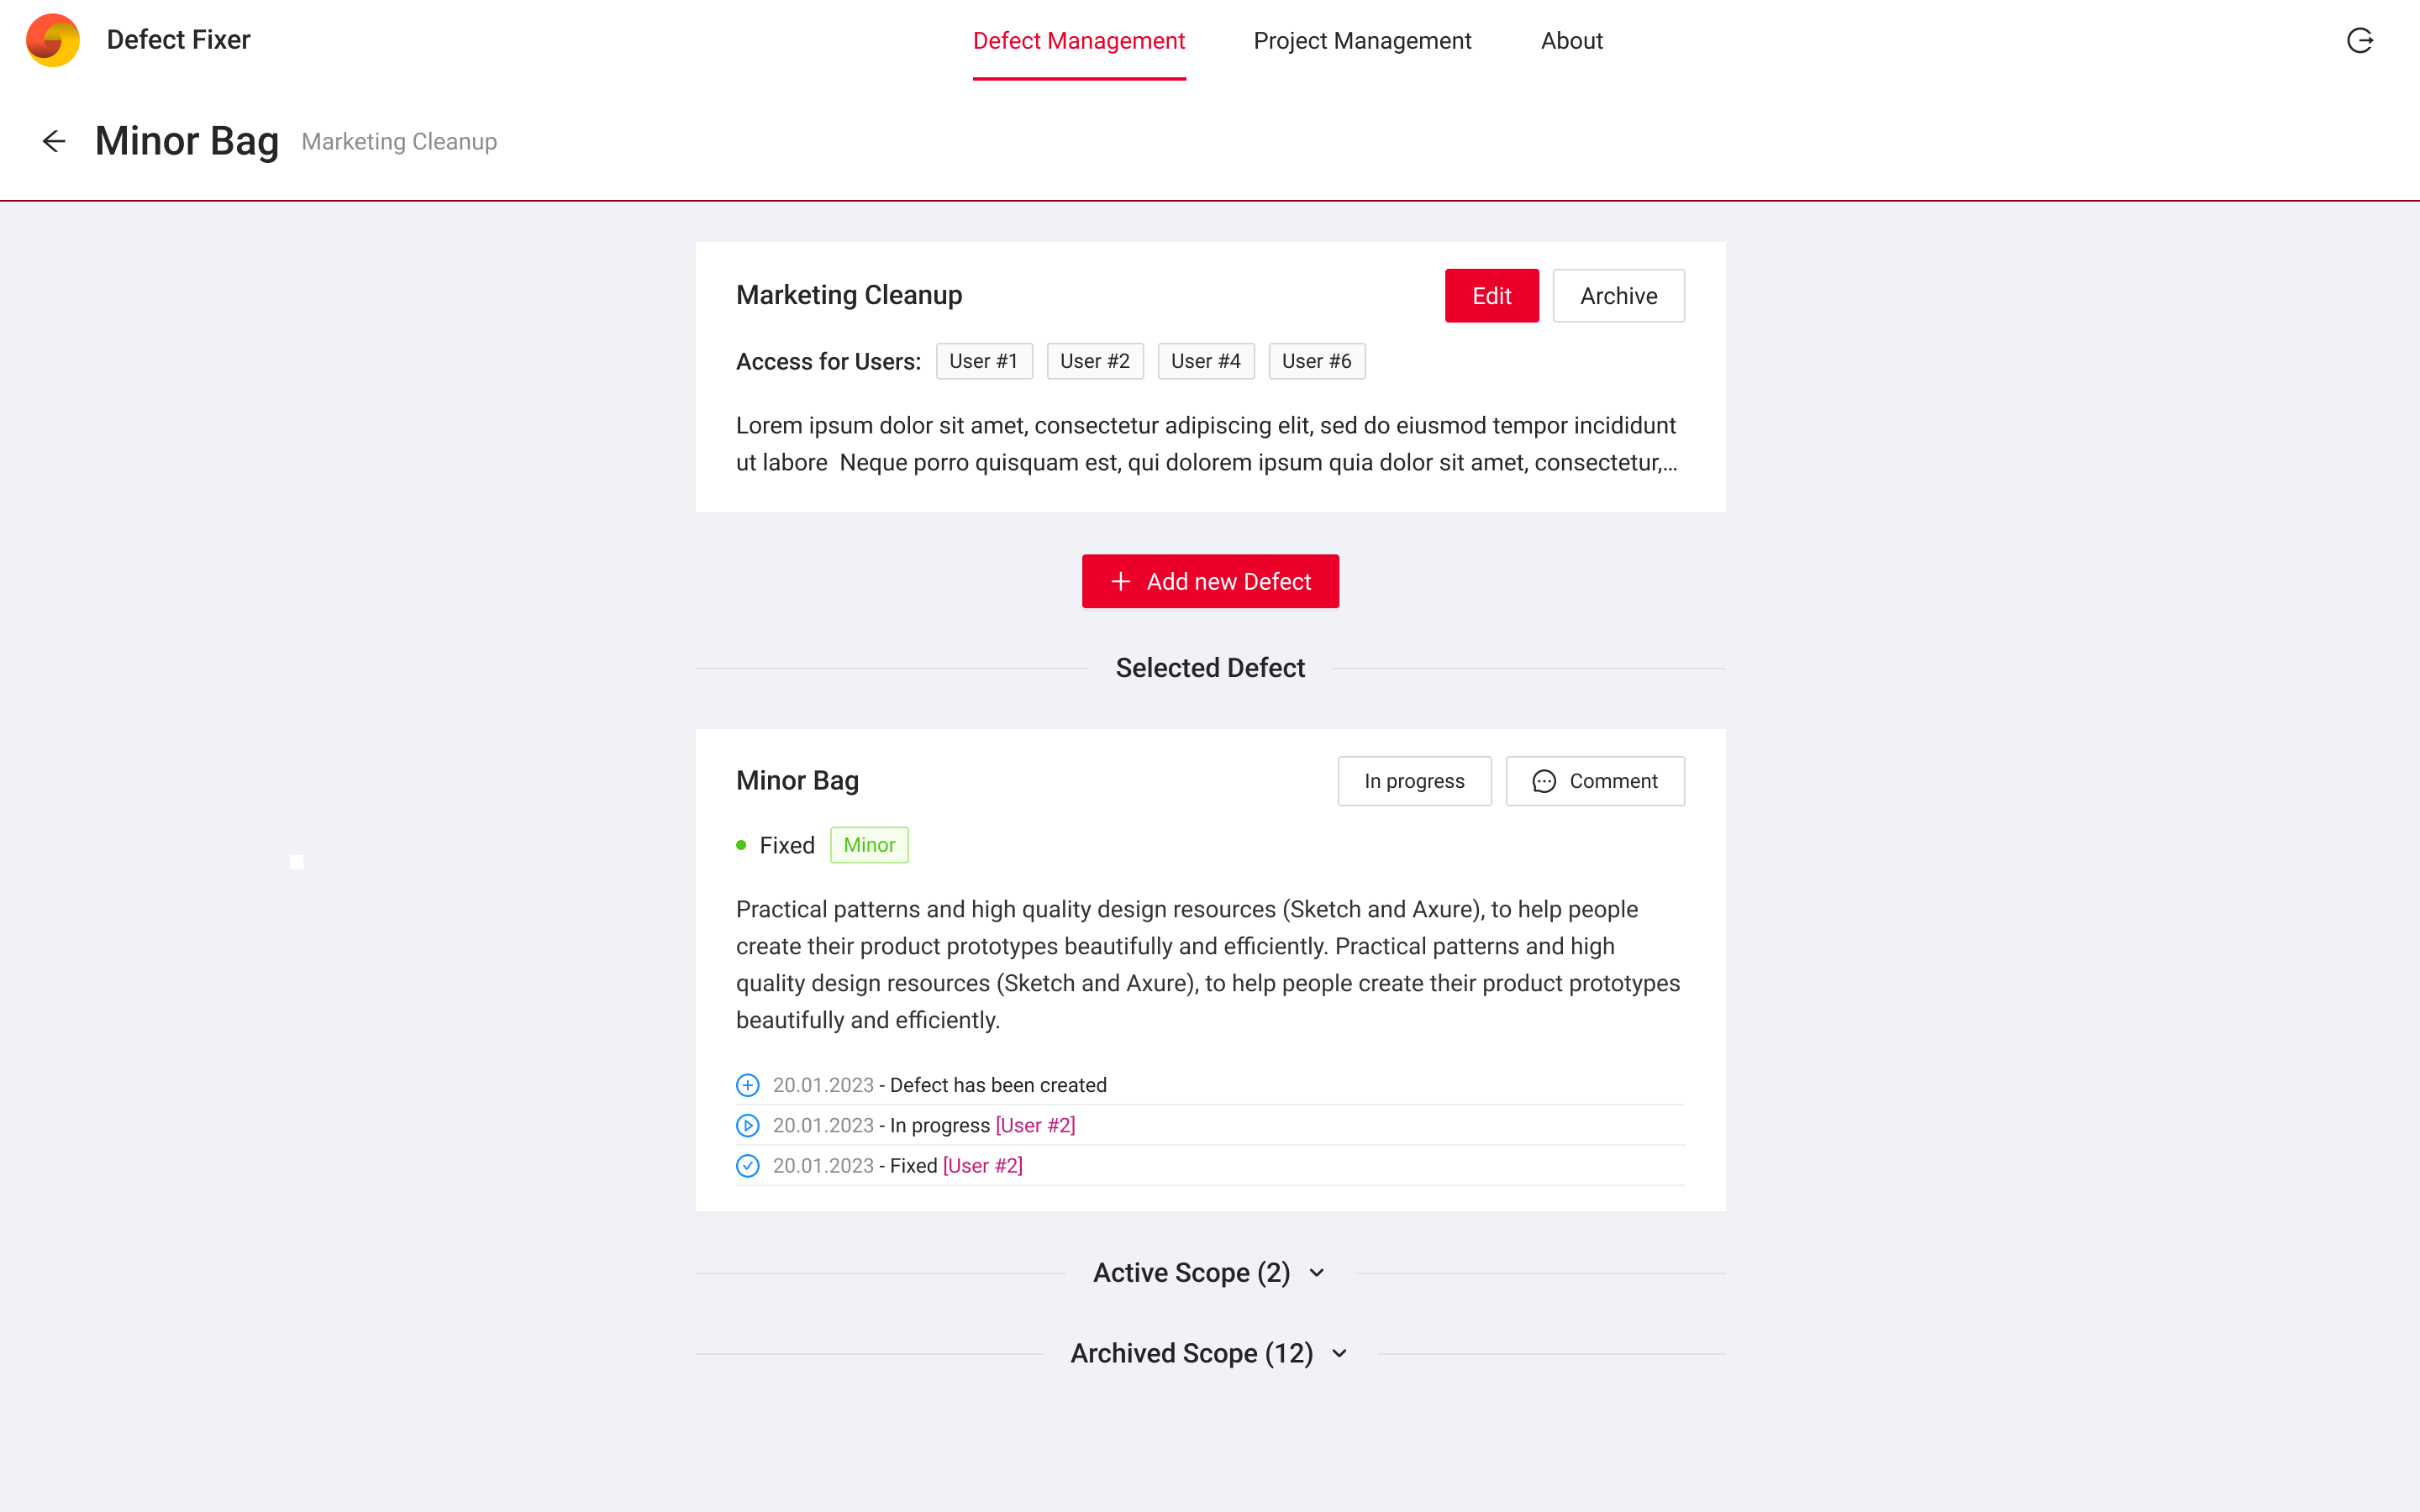 Defect Fixer
Defect Management
Project Management
About
Minor Bag
Marketing Cleanup
Marketing Cleanup
Edit
Archive
Access for Users:
User #1
User #2
User #4
User #6
Lorem ipsum dolor sit amet, consectetur adipiscing elit, sed do eiusmod tempor incididunt
ut labore  Neque porro quisquam est, qui dolorem ipsum quia dolor sit amet, consectetur,...
Add new Defect
Selected Defect
Minor Bag
In progress
Comment
Fixed
Minor
Practical patterns and high quality design resources (Sketch and Axure), to help people
create their product prototypes beautifully and efficiently. Practical patterns and high
quality design resources (Sketch and Axure), to help people create their product prototypes
beautifully and efficiently.
20.01.2023 - Defect has been created
20.01.2023 - In progress [User #2]
20.01.2023 - Fixed [User #2]
Active Scope (2)
Archived Scope (12)